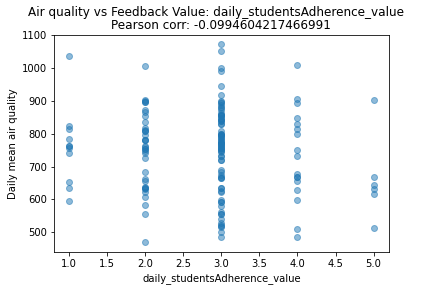 Air quality vs Feedback Value: daily_studentsAdherence_value
Pearson corr: -0.0994604217466991
1100
1000
900
800
700
600
500
Daily mean air quality
1.0 1.5 2.0 2.5 3.0 3.5 4.0 4.5 5.0
daily_studentsAdherence_value